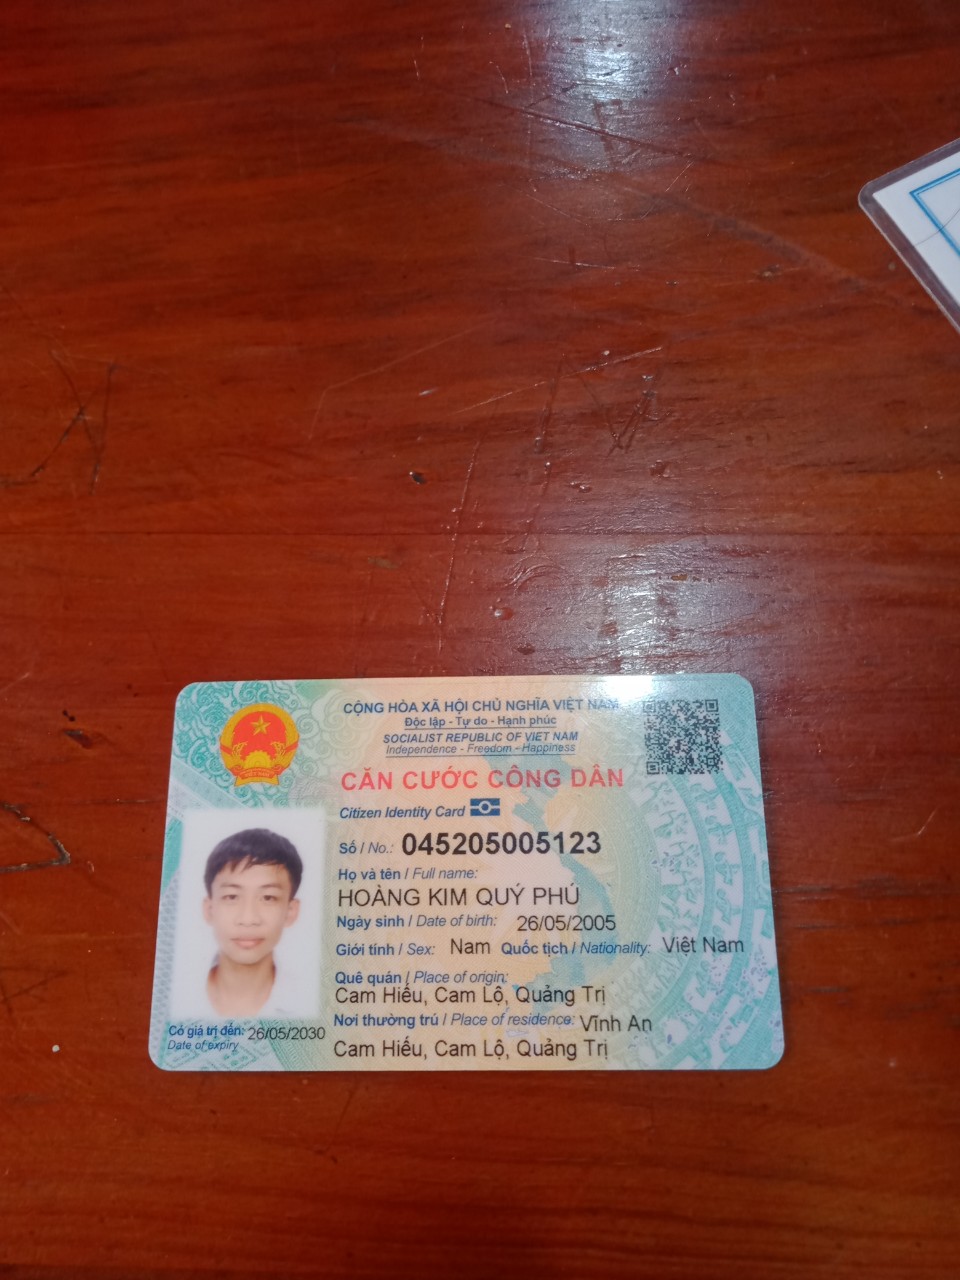 CỘNG HÒA XÃ HỘI CHỦ NGHĨA VIỆT NAM
Độc lập - Tự do - Hạnh phúc
SOCIALIST REPUBLIC OF VIET NAM
Independence - Freedom - Happiness
CĂN CƯỚC CÔNG DÂN
Citizen Identity Card
Số / No.: 045205005123
Họ và tên / Full name:
HOÀNG KIM QUÝ PHÚ
Ngày sinh / Date of birth: 26/05/2005
Giới tính / Sex: Nam Quốc tịch / Nationality: Việt Nam
Quê quán / Place of origin:
Cam Hiếu, Cam Lộ, Quảng Trị
Nơi thường trú / Place of residence: Vĩnh An
Cam Hiếu, Cam Lộ, Quảng Trị
Có giá trị đến: 26/05/2030
Date of expiry
VIỆT NAM